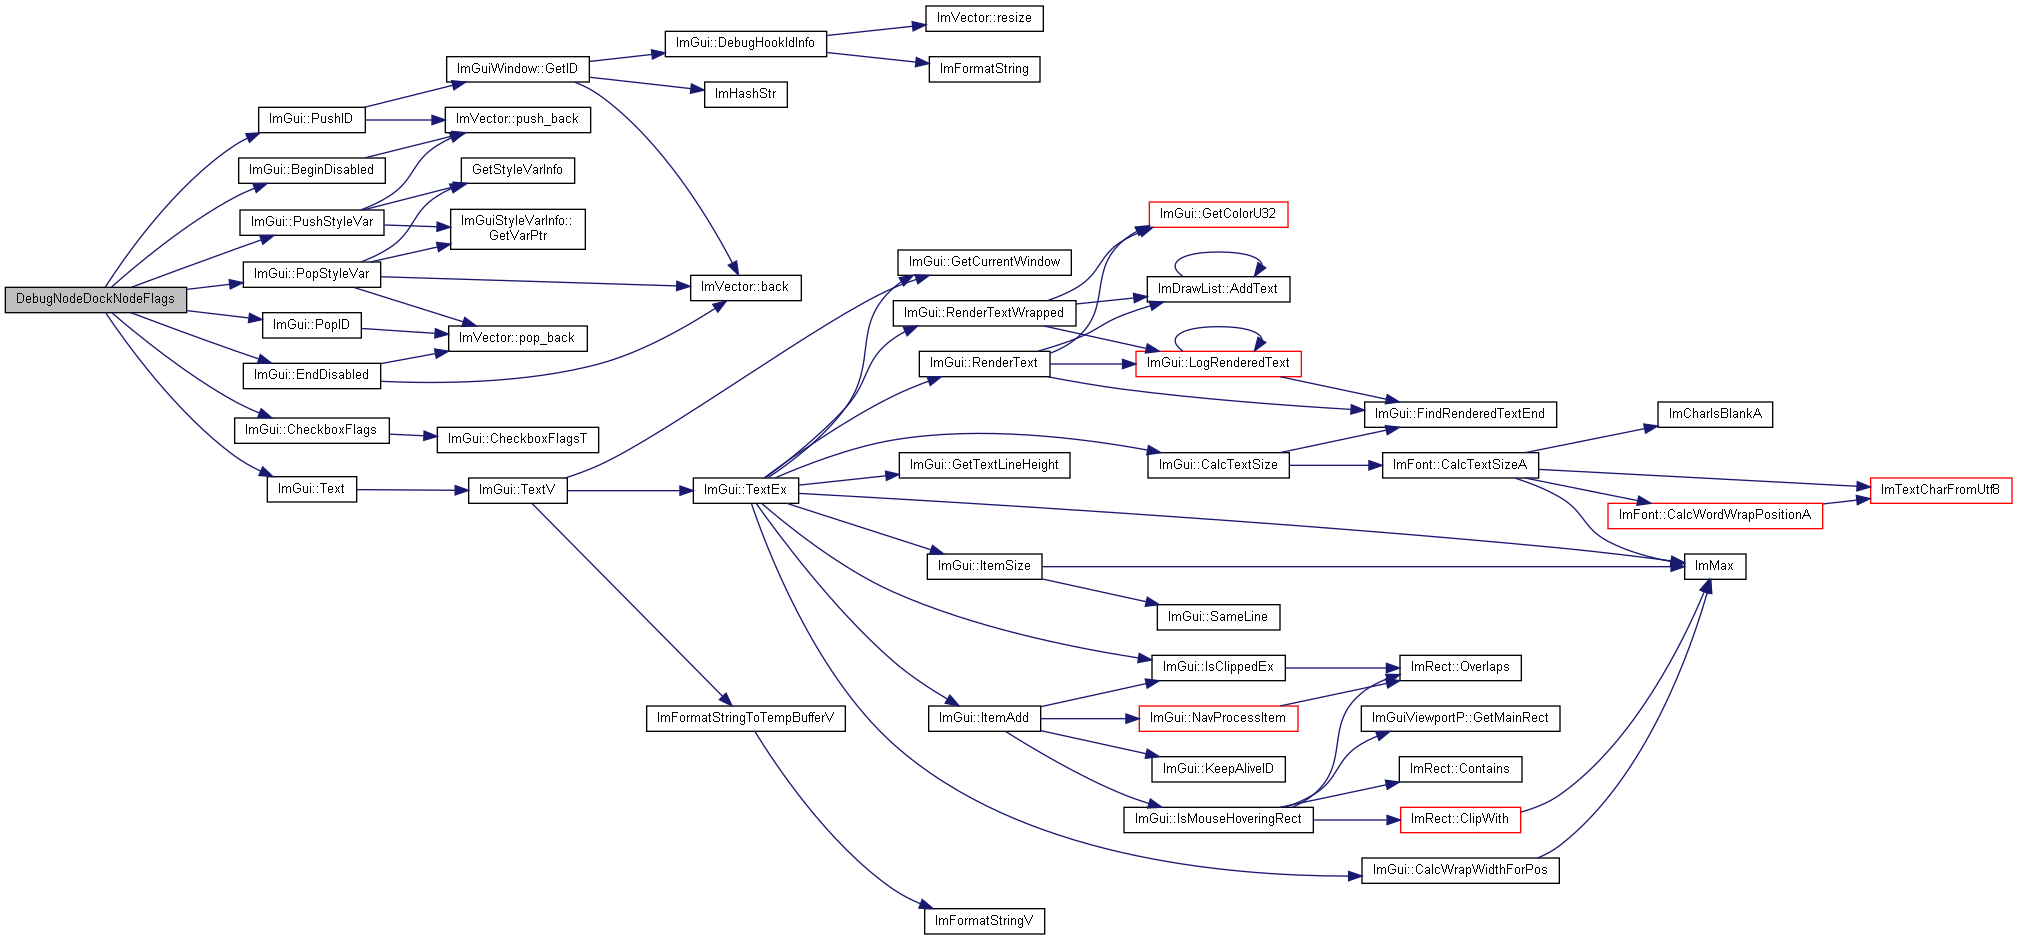 ImVector::resize
ImGui::DebugHookIdInfo
ImGuiWindow::GetID
ImFormatString
ImHashStr
ImGui::PushID
ImVector::push_back
ImGui::BeginDisabled
GetStyleVarInfo
ImGui::PushStyleVar
ImGuiStyleVarInfo::
GetVarPtr
ImGui::GetColorU32
ImGui::GetCurrentWindow
ImGui::PopStyleVar
ImVector::back
ImDrawList::AddText
DebugNodeDockNodeFlags
ImGui::RenderTextWrapped
ImGui::PopID
ImVector::pop_back
ImGui::RenderText
ImGui::LogRenderedText
ImGui::EndDisabled
ImGui::FindRenderedTextEnd
ImCharIsBlankA
ImGui::CheckboxFlags
ImGui::CheckboxFlagsT
ImGui::GetTextLineHeight
ImGui::CalcTextSize
ImFont::CalcTextSizeA
ImGui::Text
ImGui::TextV
ImGui::TextEx
ImTextCharFromUtf8
ImFont::CalcWordWrapPositionA
ImGui::ItemSize
ImMax
ImGui::SameLine
ImGui::IsClippedEx
ImRect::Overlaps
ImFormatStringToTempBufferV
ImGui::ItemAdd
ImGui::NavProcessItem
ImGuiViewportP::GetMainRect
ImGui::KeepAliveID
ImRect::Contains
ImGui::IsMouseHoveringRect
ImRect::ClipWith
ImGui::CalcWrapWidthForPos
ImFormatStringV